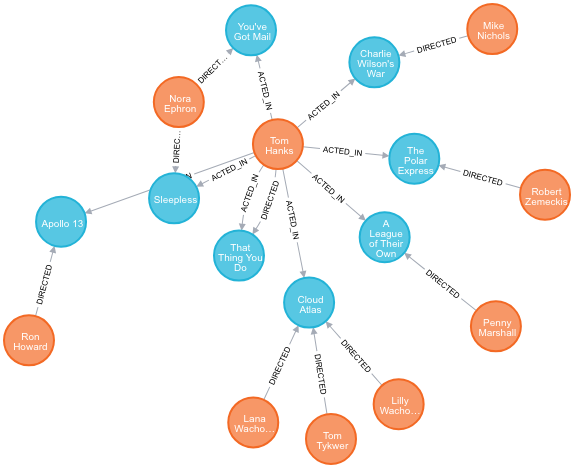 You've
Got Mail
Mike
Nichols
Charlie
Wilson's
War
DIRECTED
DIRECT...
ACTED_IN
ACTED_IN
Nora
Ephron
Tom
Hanks
ACTED_IN
The
Polar
Express
DIRECTED
Robert
Zemeckis
DIREC...
ACTED_IN
IN
Sleepless
ACTED_IN
DIRECTED
ACTED_IN
ACTED_IN
Apollo 13
A
League
of Their
Own
That
Thing You
Do
DIRECTED
DIRECTED
Cloud
Atlas
Ron
Howard
Penny
Marshall
DIRECTED
DIRECTED
DIRECTED
Lana
Wacho...
Tom
Tykwer
Lilly
Wacho...